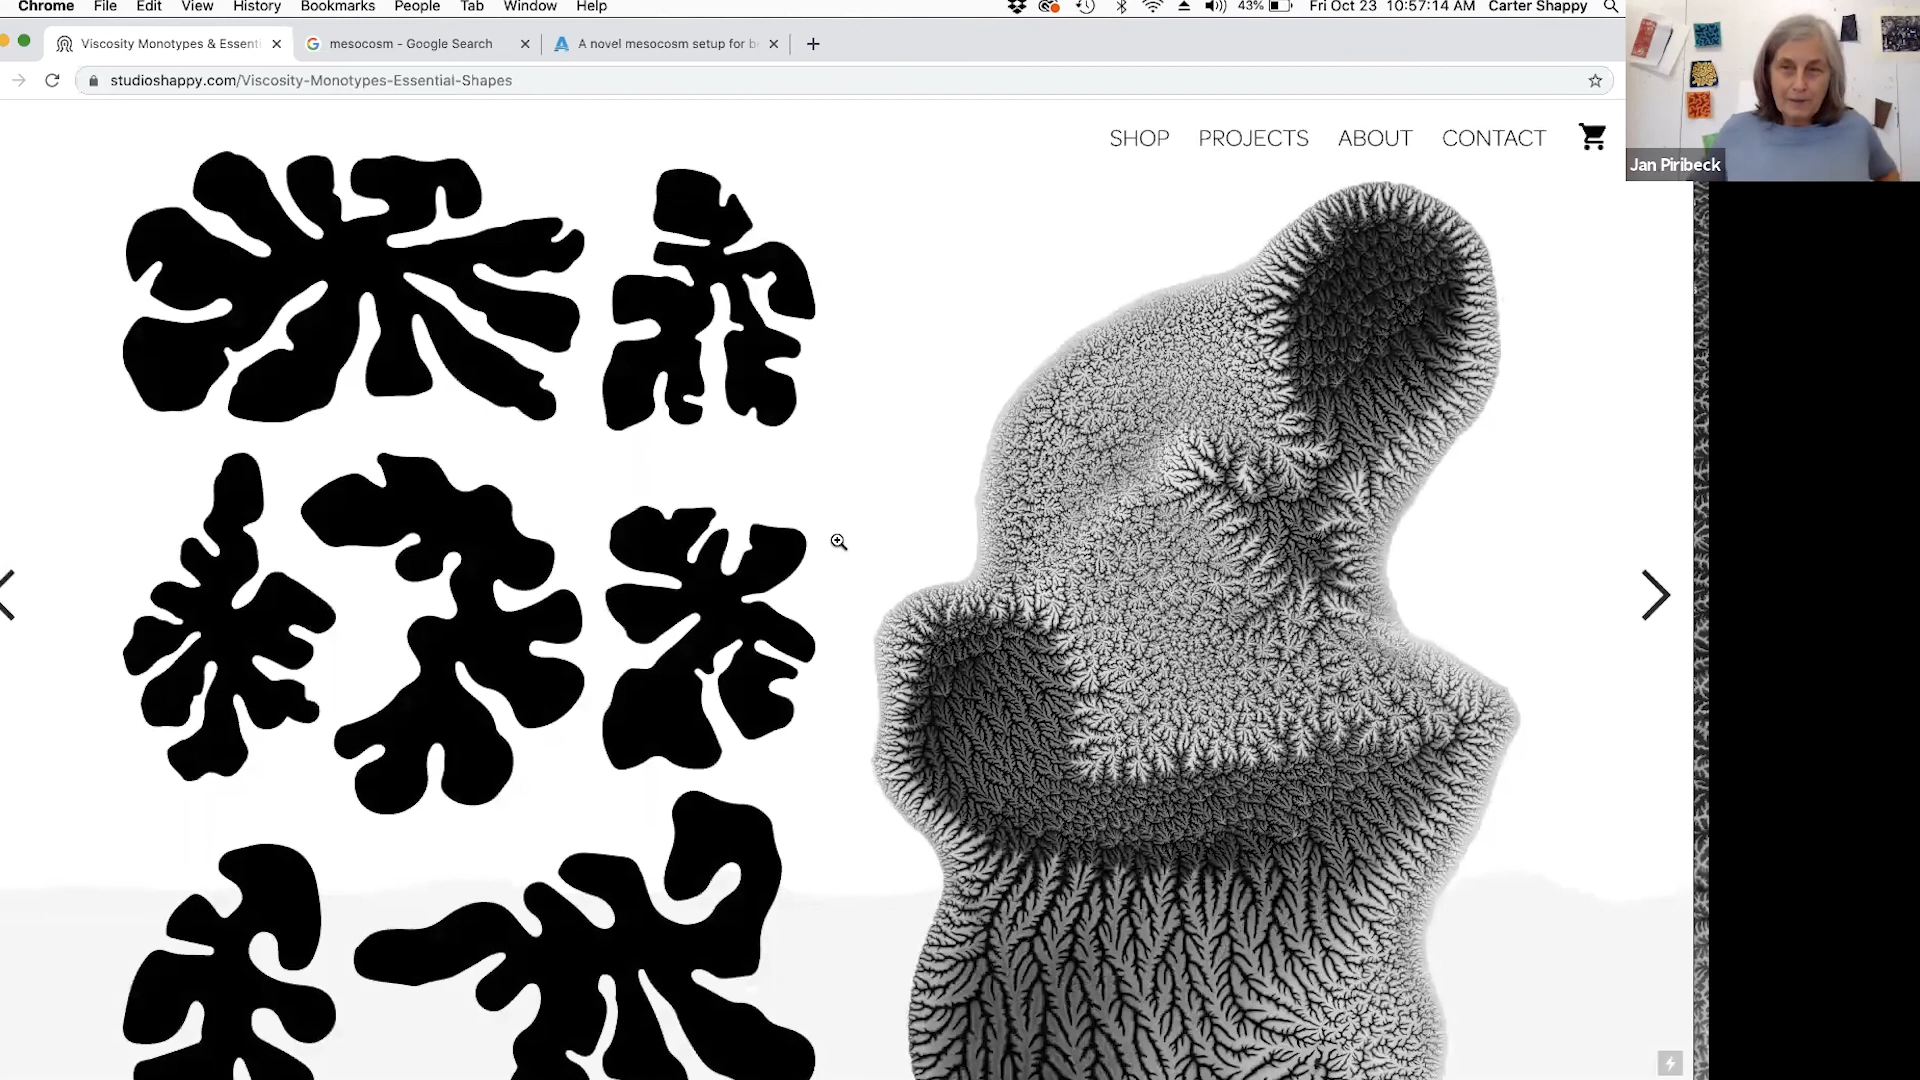 Chrome File Edit View History Bookmarks People Tab Window Help 43% Fri Oct 23 10:57:14 AM Carter Shappy
Viscosity Monotypes & Essenti mesocosm - Google Search A novel mesocosm setup for b
studioshappy.com/Viscosity-Monotypes-Essential-Shapes
SHOP PROJECTS ABOUT CONTACT
Jan Piribeck